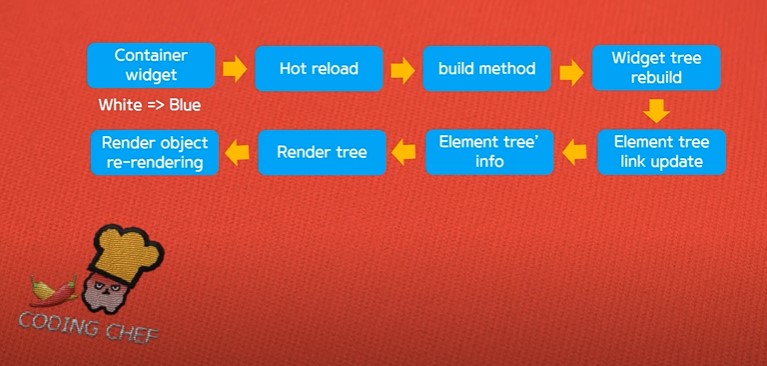 Container
widget
Hot reload
build method
Widget tree
rebuild
White => Blue
Element tree
link update
Element tree'
info
Render tree
Render object
re-rendering
CODING CHEF